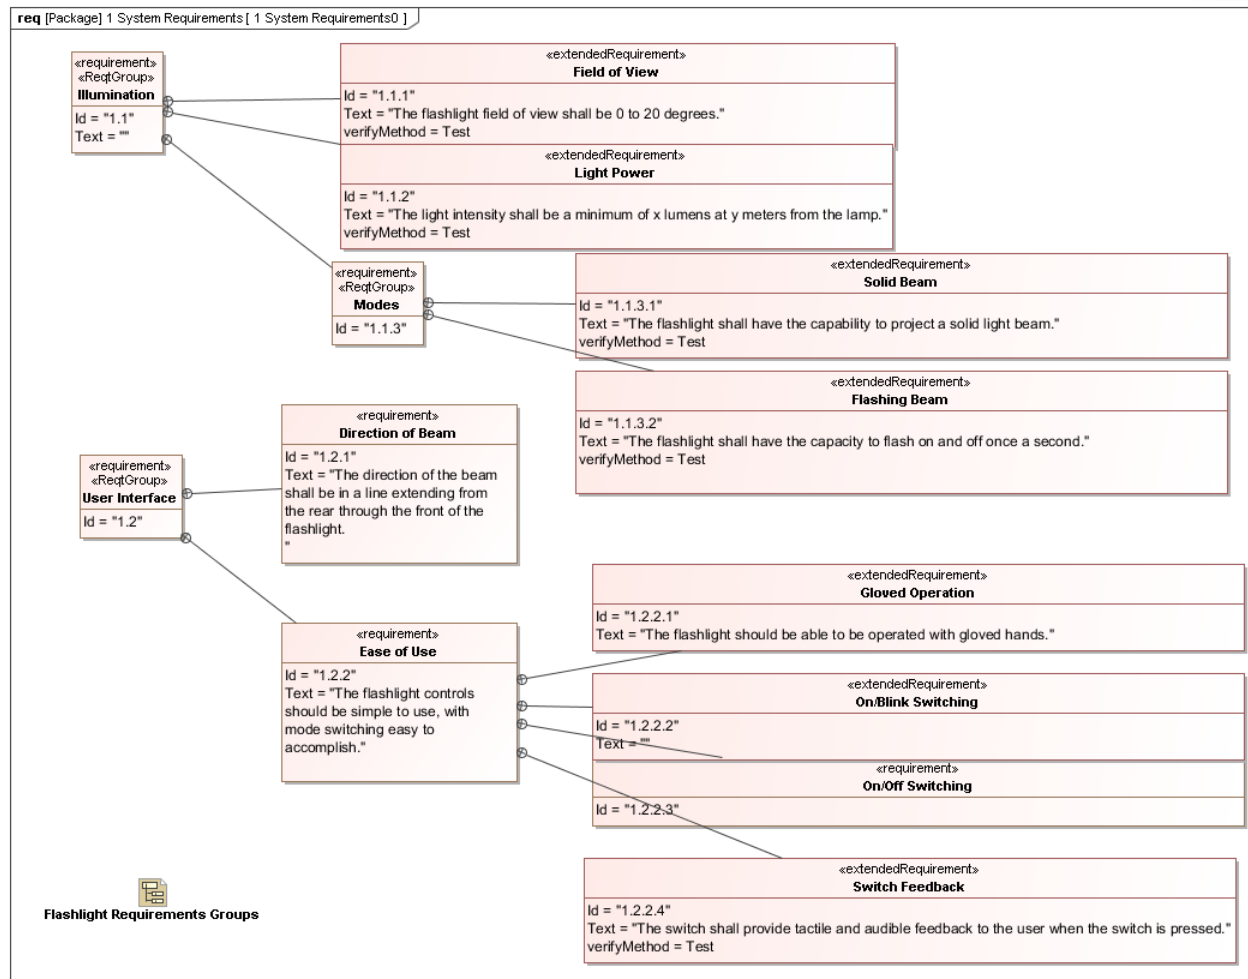 req [Package] 1 System Requirements [ 1 System Requirements0 ]
«requirement»
«ReqtGroup»
Illumination
Id = "1.1"
Text = ""
«extendedRequirement»
Field of View
Id = "1.1.1"
Text = "The flashlight field of view shall be 0 to 20 degrees."
verifyMethod = Test
«extendedRequirement»
Light Power
Id = "1.1.2"
Text = "The light intensity shall be a minimum of x lumens at y meters from the lamp."
verifyMethod = Test
«requirement»
«ReqtGroup»
Modes
Id = "1.1.3"
«extendedRequirement»
Solid Beam
Id = "1.1.3.1"
Text = "The flashlight shall have the capability to project a solid light beam."
verifyMethod = Test
«extendedRequirement»
Flashing Beam
Id = "1.1.3.2"
Text = "The flashlight shall have the capacity to flash on and off once a second."
verifyMethod = Test
«requirement»
«ReqtGroup»
User Interface
Id = "1.2"
«requirement»
Direction of Beam
Id = "1.2.1"
Text = "The direction of the beam
shall be in a line extending from
the rear through the front of the
flashlight.
"
«requirement»
Ease of Use
Id = "1.2.2"
Text = "The flashlight controls
should be simple to use, with
mode switching easy to
accomplish."
«extendedRequirement»
Gloved Operation
Id = "1.2.2.1"
Text = "The flashlight should be able to be operated with gloved hands."
«extendedRequirement»
On/Blink Switching
Id = "1.2.2.2"
Text = ""
«requirement»
On/Off Switching
Id = "1.2.2.3"
«extendedRequirement»
Switch Feedback
Id = "1.2.2.4"
Text = "The switch shall provide tactile and audible feedback to the user when the switch is pressed."
verifyMethod = Test
Flashlight Requirements Groups